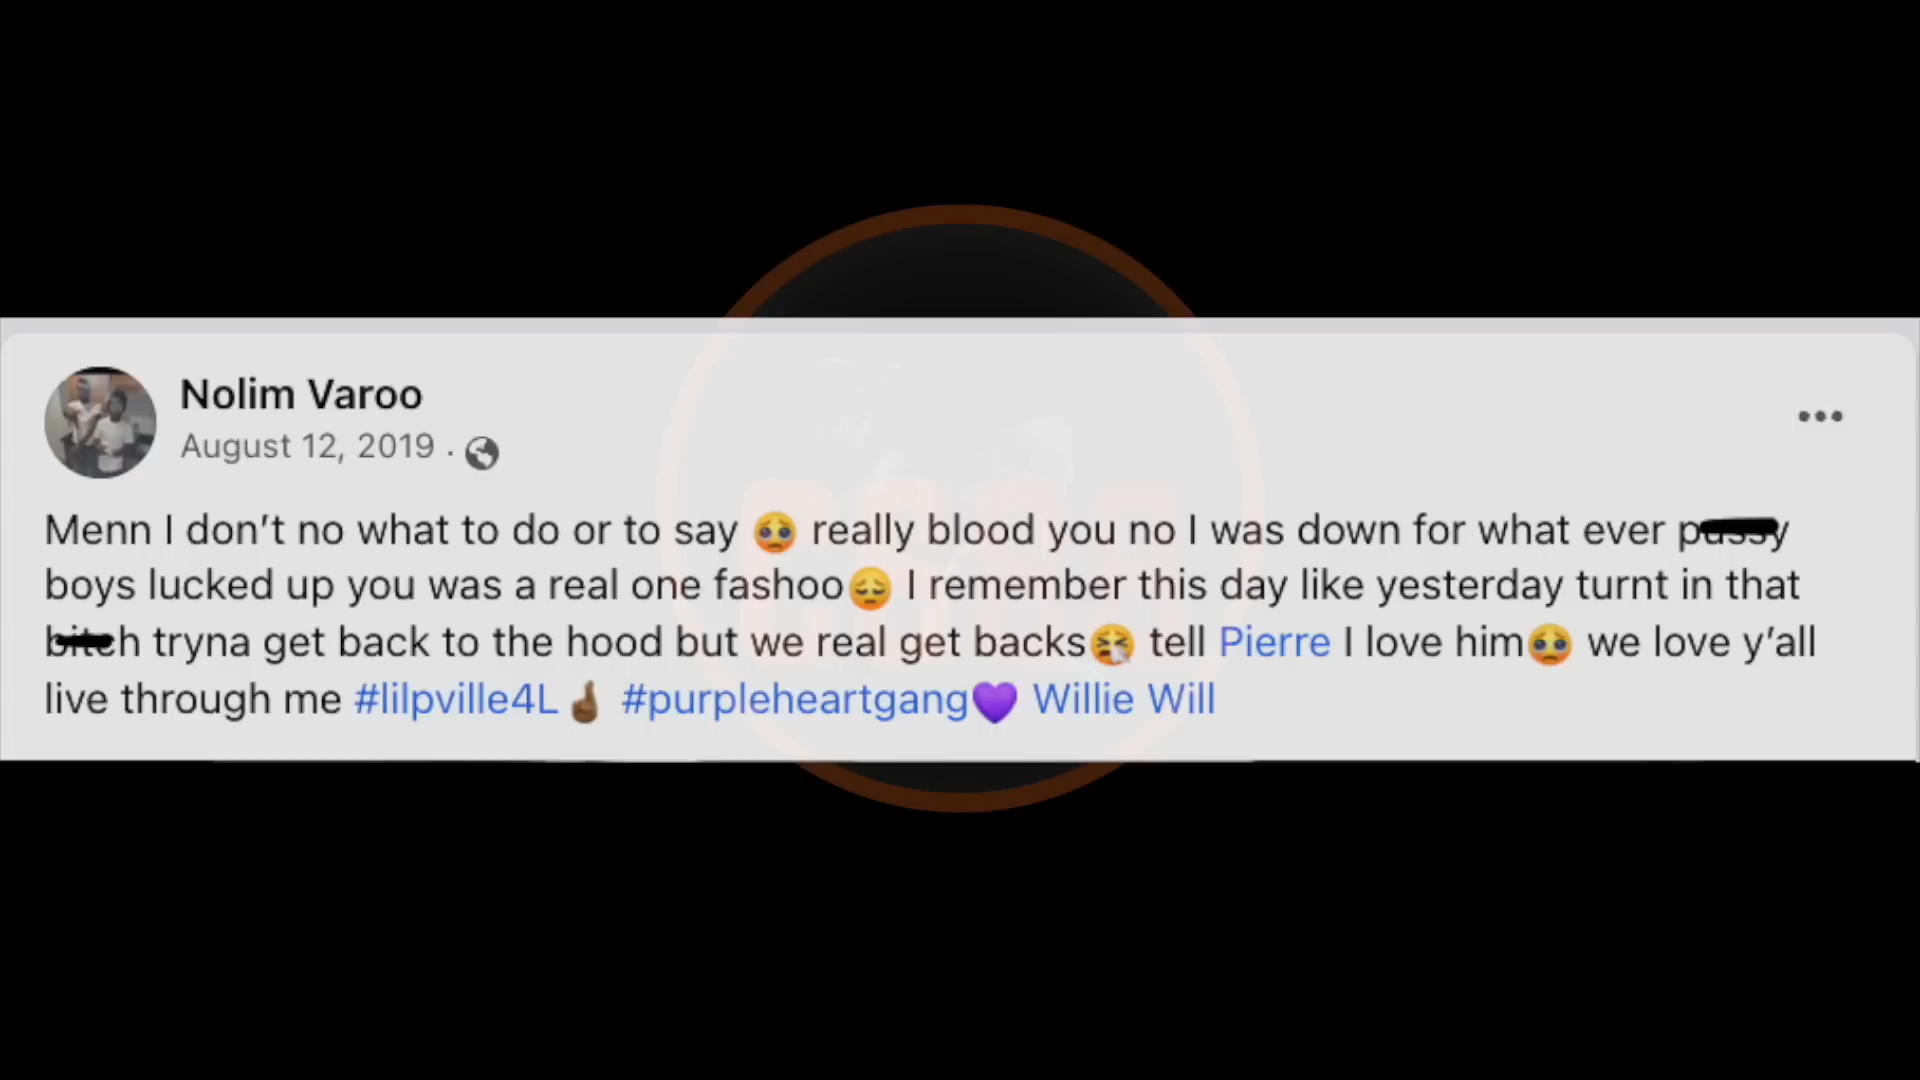 Nolim Varoo
August 12, 2019 ·
Menn I don't no what to do or to say 🥺 really blood you no I was down for what ever pussy
boys lucked up you was a real one fashoo😔 I remember this day like yesterday turnt in that
bitch tryna get back to the hood but we real get backs🤧 tell Pierre I love him🥺 we love y'all
live through me #lilpville4L🤞🏾 #purpleheartgang💜 Willie Will